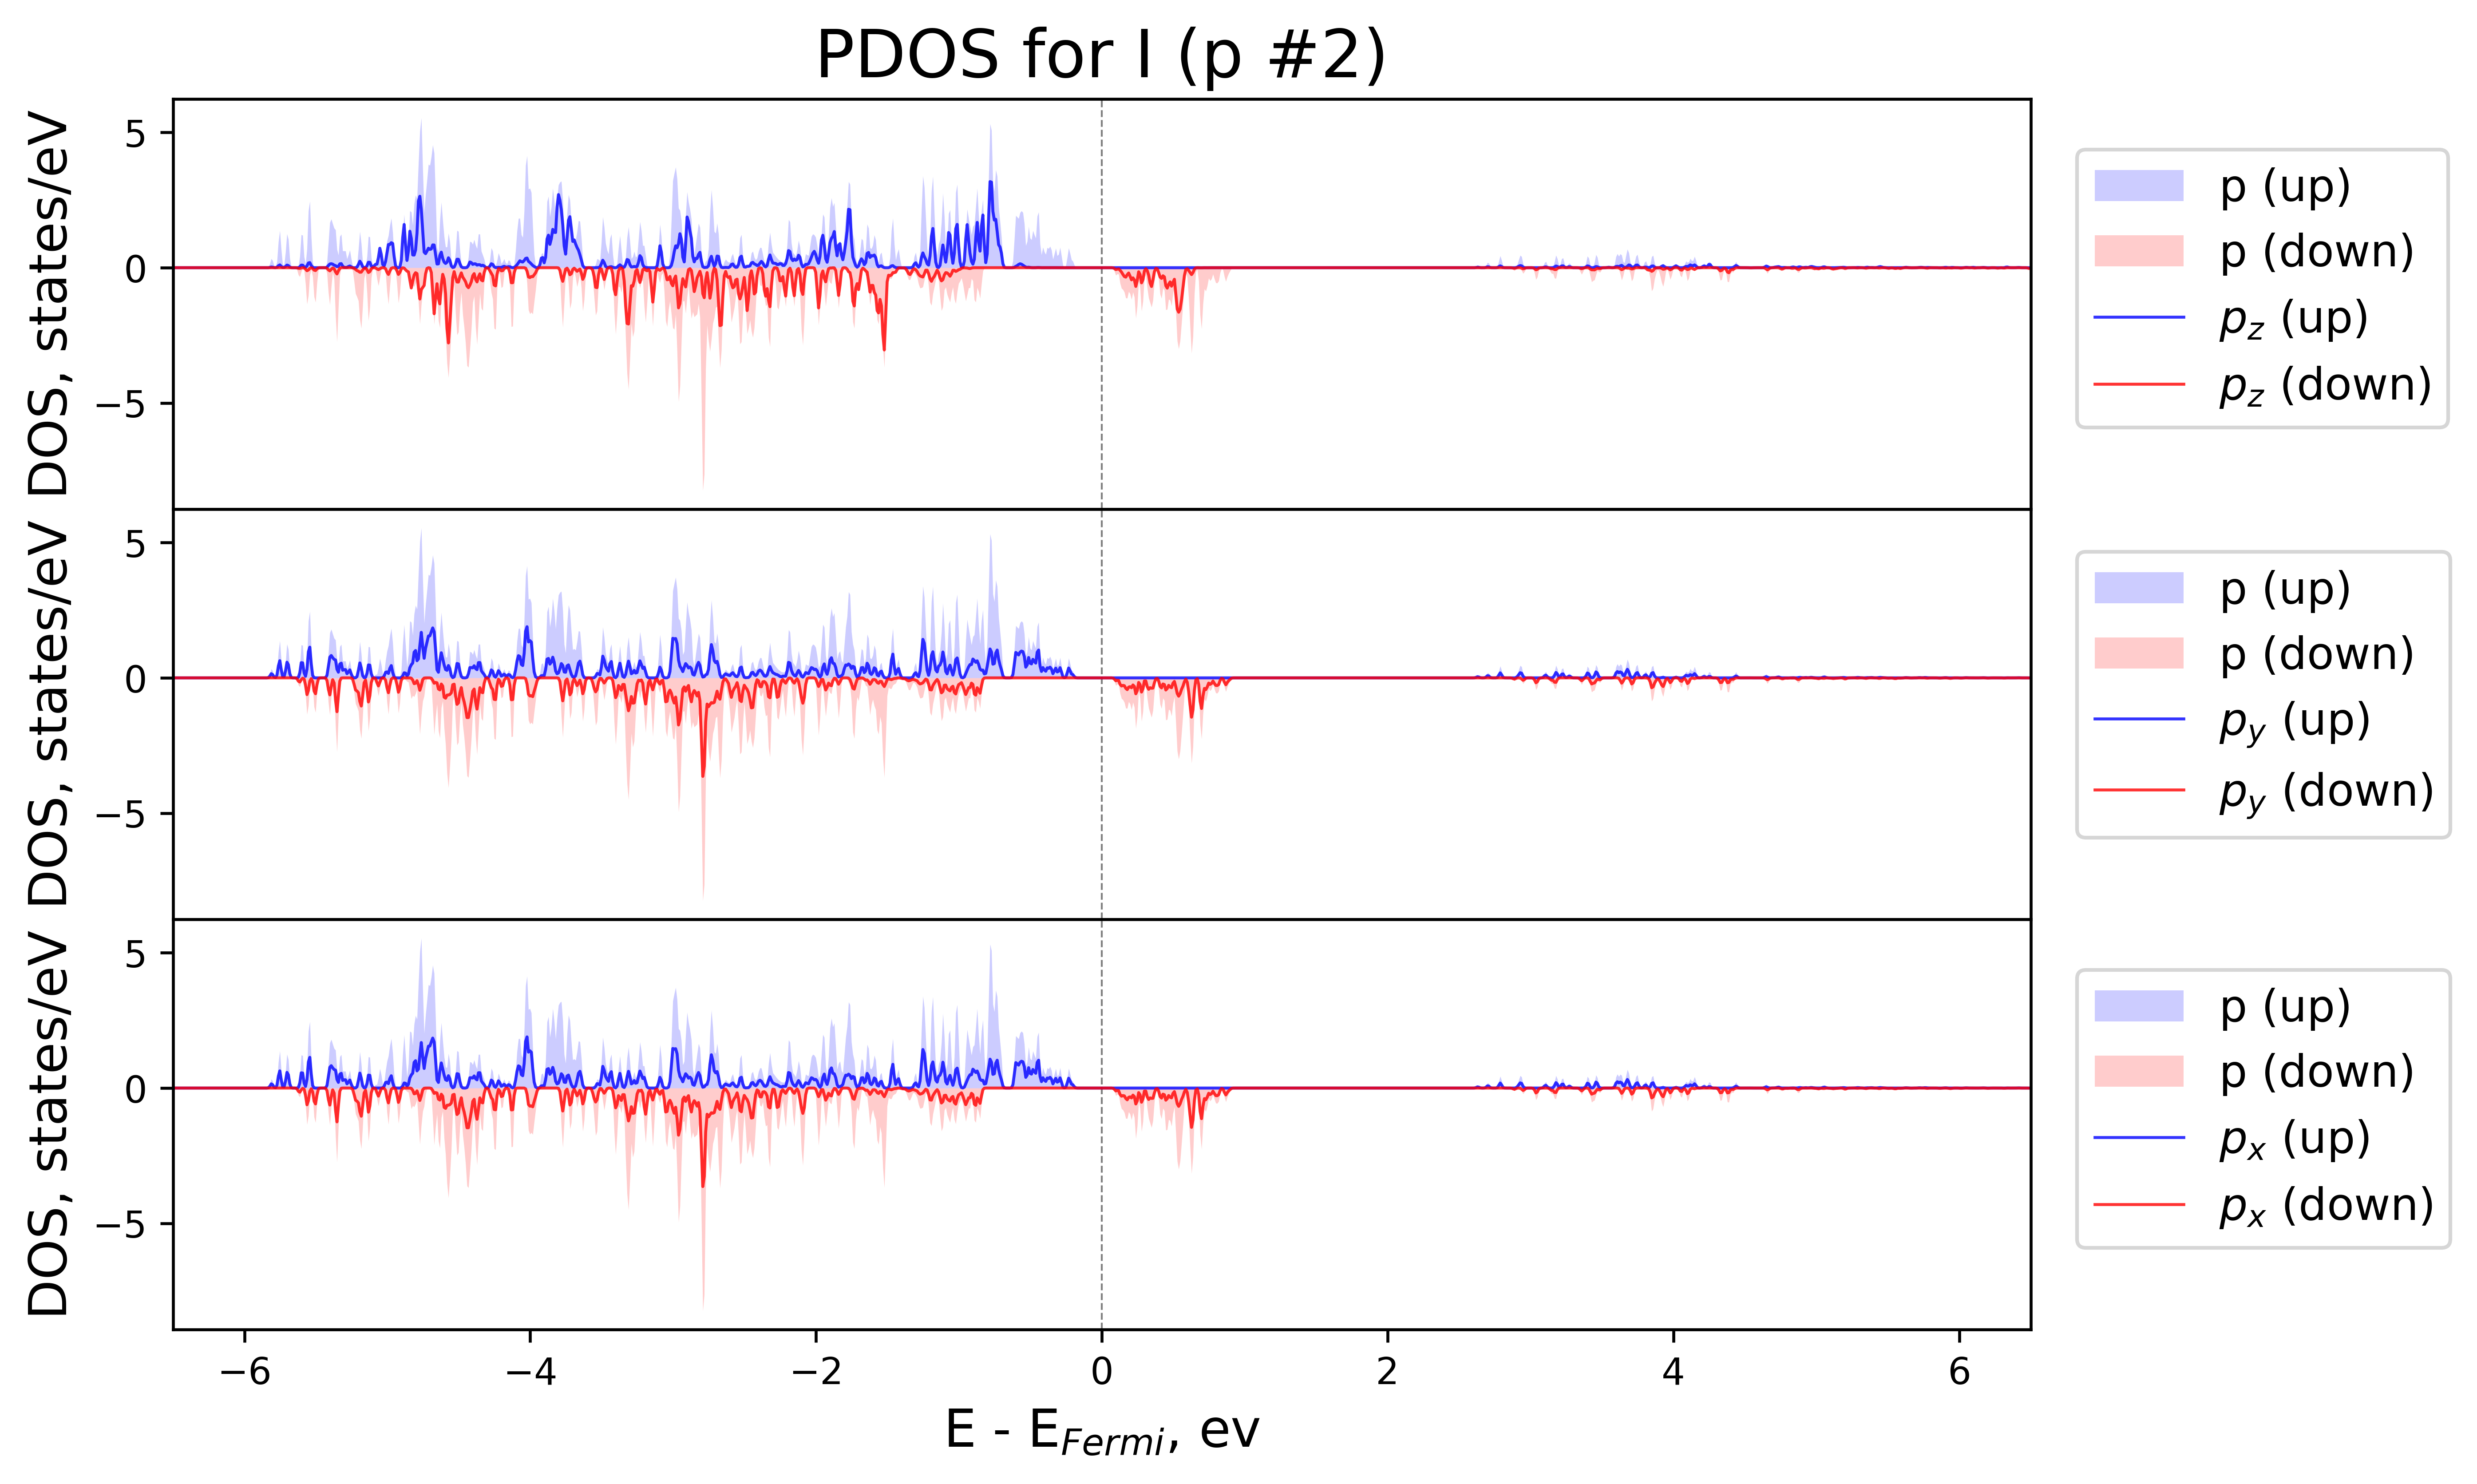 PDOS for I (p #2)
DOS, states/eV
5
0
−5
p (up)
p (down)
p_z (up)
p_z (down)
DOS, states/eV
5
0
−5
p (up)
p (down)
p_y (up)
p_y (down)
DOS, states/eV
5
0
−5
p (up)
p (down)
p_x (up)
p_x (down)
−6 −4 −2 0 2 4 6
E - E_Fermi, ev